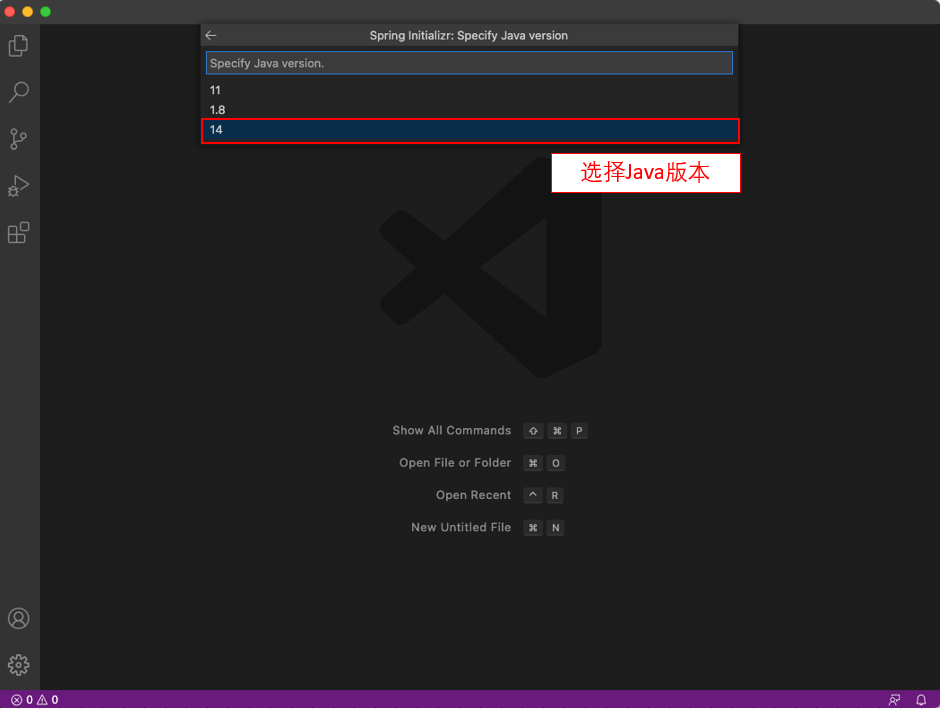 Spring Initializr: Specify Java version
Specify Java version.
11
1.8
14
选择Java版本
Show All Commands ⇧ ⌘ P
Open File or Folder ⌘ O
Open Recent ⌃ R
New Untitled File ⌘ N
0 0